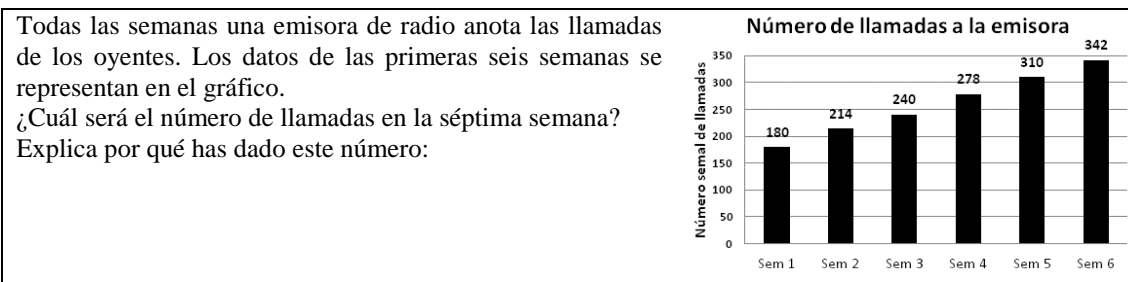 Todas las semanas una emisora de radio anota las llamadas
de los oyentes. Los datos de las primeras seis semanas se
representan en el gráfico.
¿Cuál será el número de llamadas en la séptima semana?
Explica por qué has dado este número:
Número de llamadas a la emisora
Número semal de llamadas
350
300
250
200
150
100
50
0
180
214
240
278
310
342
Sem 1 Sem 2 Sem 3 Sem 4 Sem 5 Sem 6